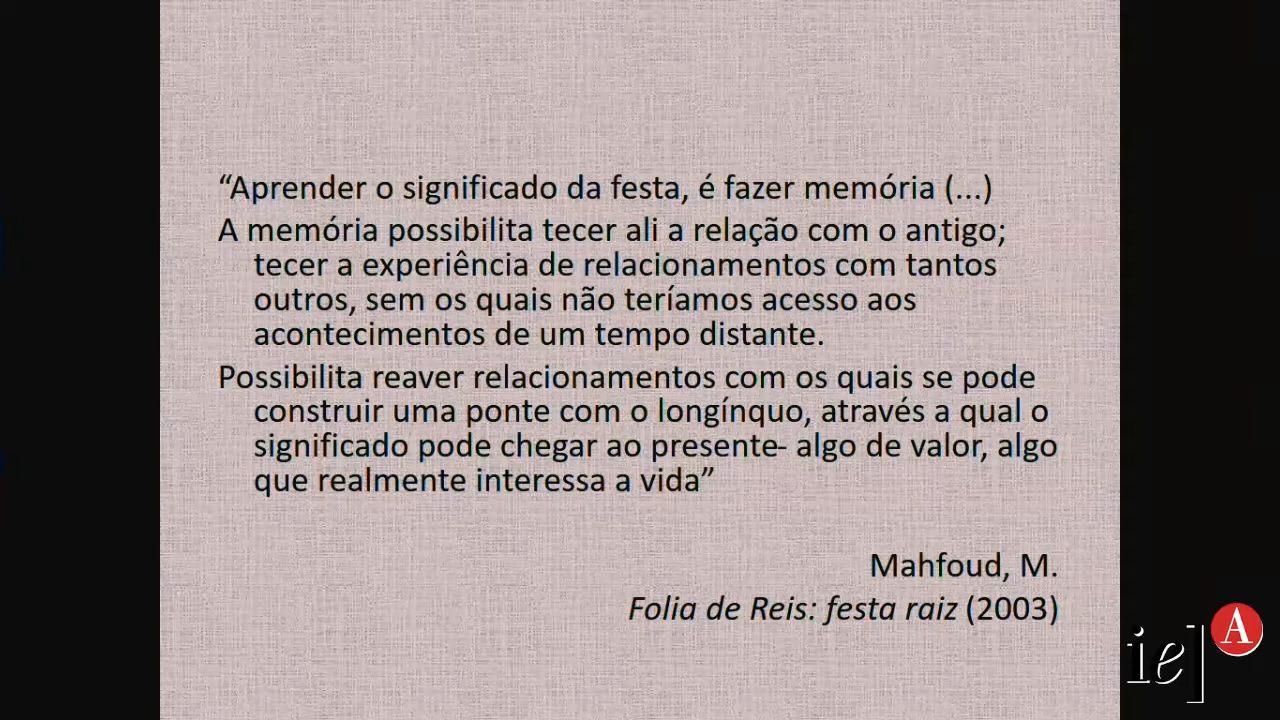 “Aprender o significado da festa, é fazer memória (...)
A memória possibilita tecer ali a relação com o antigo;
tecer a experiência de relacionamentos com tantos
outros, sem os quais não teríamos acesso aos
acontecimentos de um tempo distante.
Possibilita reaver relacionamentos com os quais se pode
construir uma ponte com o longínquo, através a qual o
significado pode chegar ao presente- algo de valor, algo
que realmente interessa a vida”
Mahfoud, M.
Folia de Reis: festa raiz (2003)
ie] A